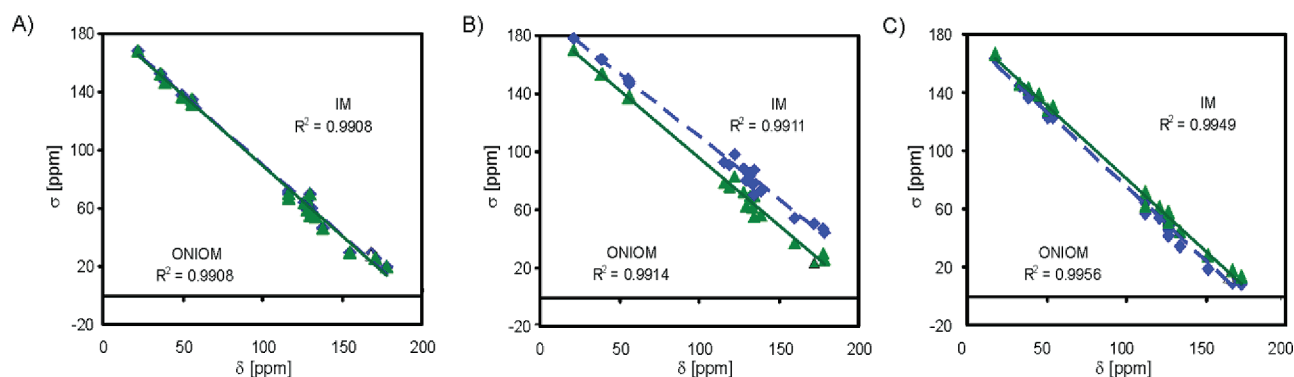 A)
180
140
100
60
20
-20
σ [ppm]
IM
R² = 0.9908
ONIOM
R² = 0.9908
0 50 100 150 200
δ [ppm]
B)
180
140
100
60
20
-20
σ [ppm]
IM
R² = 0.9911
ONIOM
R² = 0.9914
0 50 100 150 200
δ [ppm]
C)
180
140
100
60
20
-20
σ [ppm]
IM
R² = 0.9949
ONIOM
R² = 0.9956
0 50 100 150 200
δ [ppm]